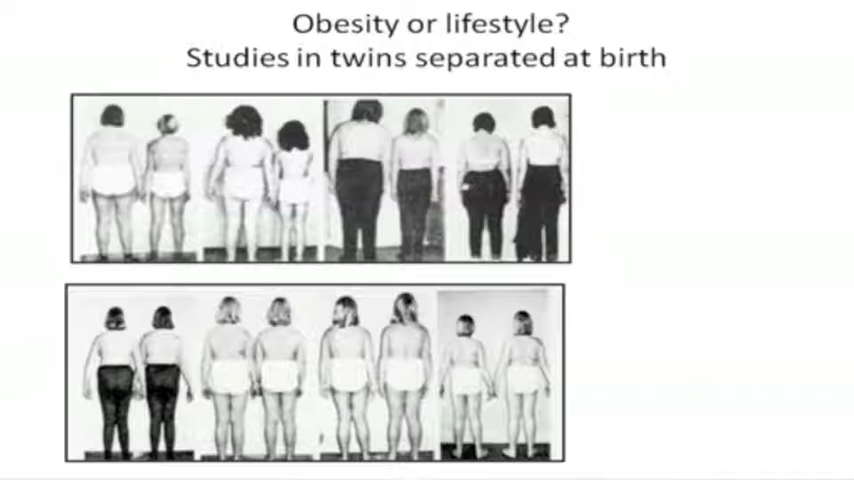 Obesity or lifestyle?
Studies in twins separated at birth